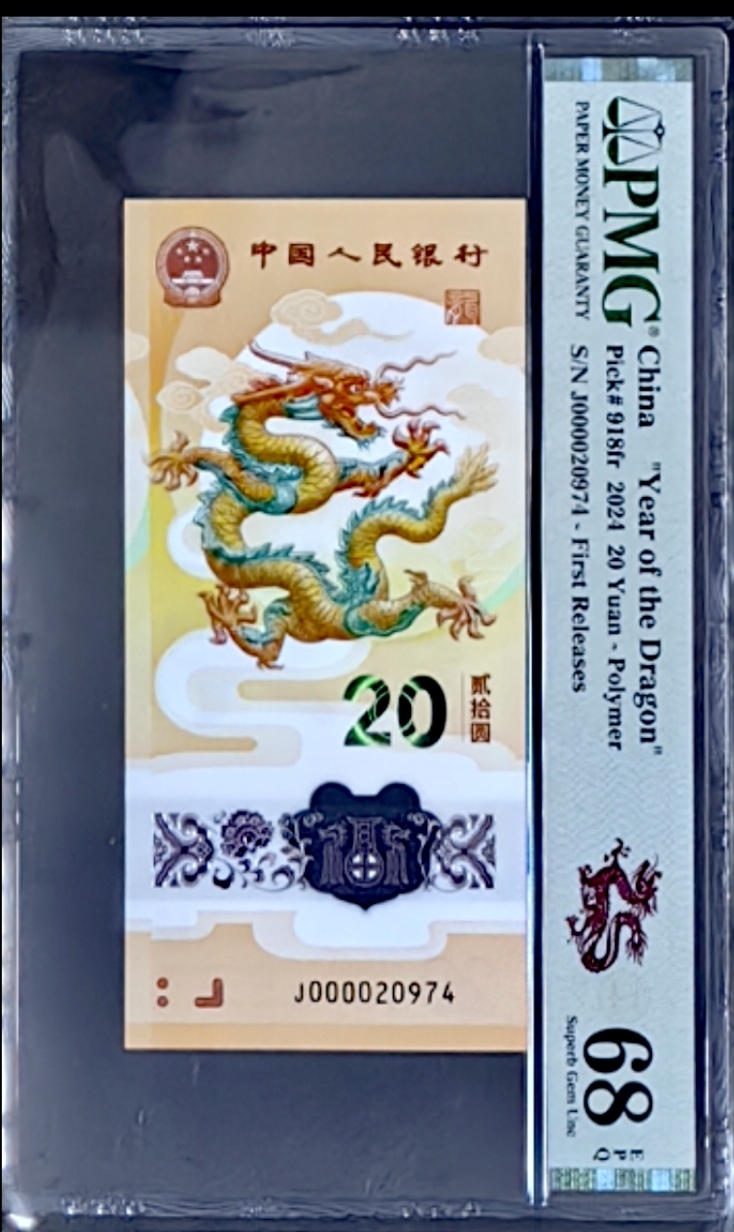 中国人民银行
龍
20
贰拾圆
J000020974
PMG®
PAPER MONEY GUARANTY
China "Year of the Dragon"
Pick# 918fr 2024 20 Yuan - Polymer
S/N J000020974 - First Releases
68
EPQ
Superb Gem Unc